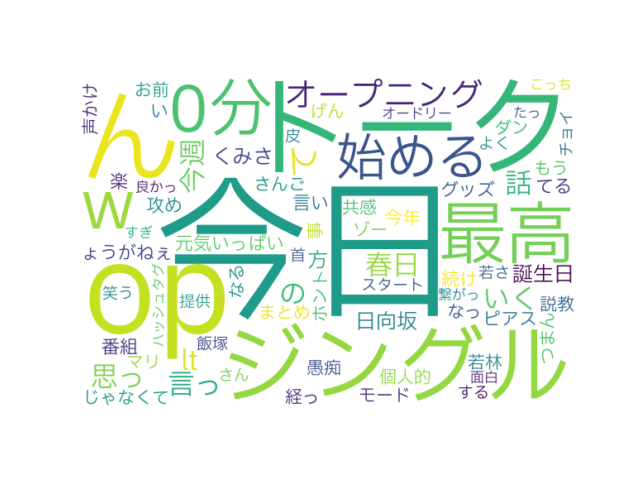 声かけ
お前
い
0分
オープニング
こっち
ん
トーク
げん
オードリー
たっ
皮
ダン
チョイ
今週
くみさ
て
始める
よく
楽
良かっ
さんご
グッズ
話
もう
てる
w
攻め
言い
共感
最高
すぎ
今日
事
今年
ゾー
ょうがねぇ
元気いっぱい
首
方
春日
続け
若さ
誕生日
op
ハッシュタグ
笑う
提供
なる
の
ホント
スタート
繋がっ
いく
説教
まとめ
日向坂
なっ
ピアス
つまん
番組
マリ
lt
飯塚
ジングル
思っ
言っ
さん
愚痴
個人的
若林
面白
じゃなくて
経っ
モード
する